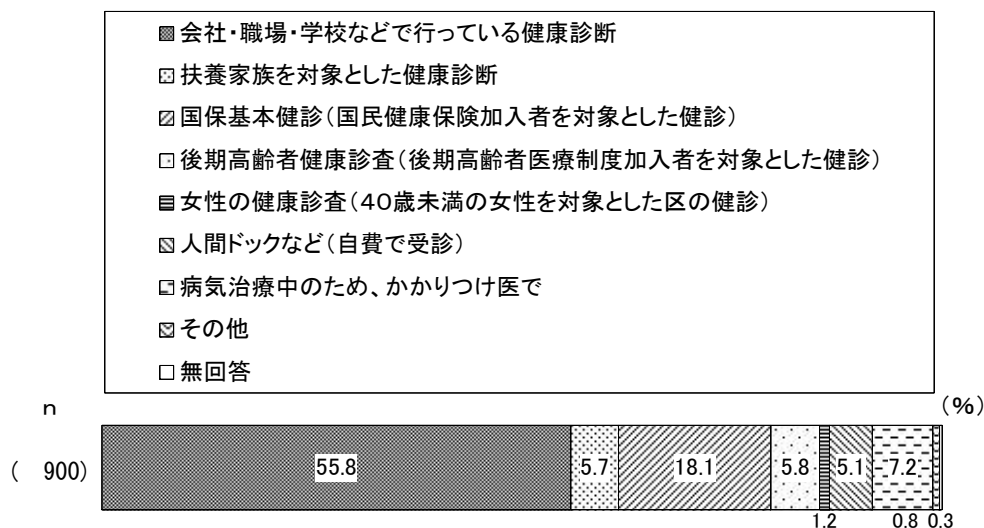 会社・職場・学校などで行っている健康診断
扶養家族を対象とした健康診断
国保基本健診(国民健康保険加入者を対象とした健診)
後期高齢者健康診査(後期高齢者医療制度加入者を対象とした健診)
女性の健康診査(40歳未満の女性を対象とした区の健診)
人間ドックなど(自費で受診)
病気治療中のため、かかりつけ医で
その他
無回答
n (%)
( 900) 55.8 5.7 18.1 5.8 5.1 7.2
1.2 0.8 0.3